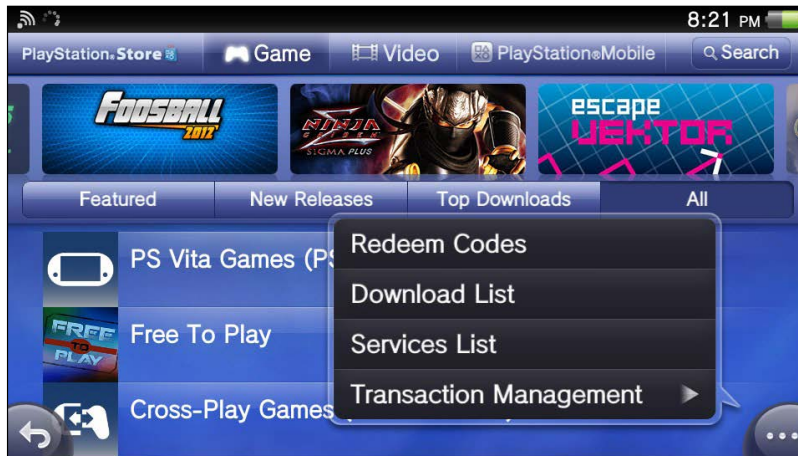 8:21 PM
PlayStation®Store
Game
Video
PlayStation®Mobile
Search
FOOSBALL
2012
NINJA
GAIDEN
SIGMA PLUS
escape
VEKTOR
Featured
New Releases
Top Downloads
All
PS Vita Games (PS
Redeem Codes
Download List
FREE
TO
PLAY
Free To Play
Services List
Transaction Management
Cross-Play Games